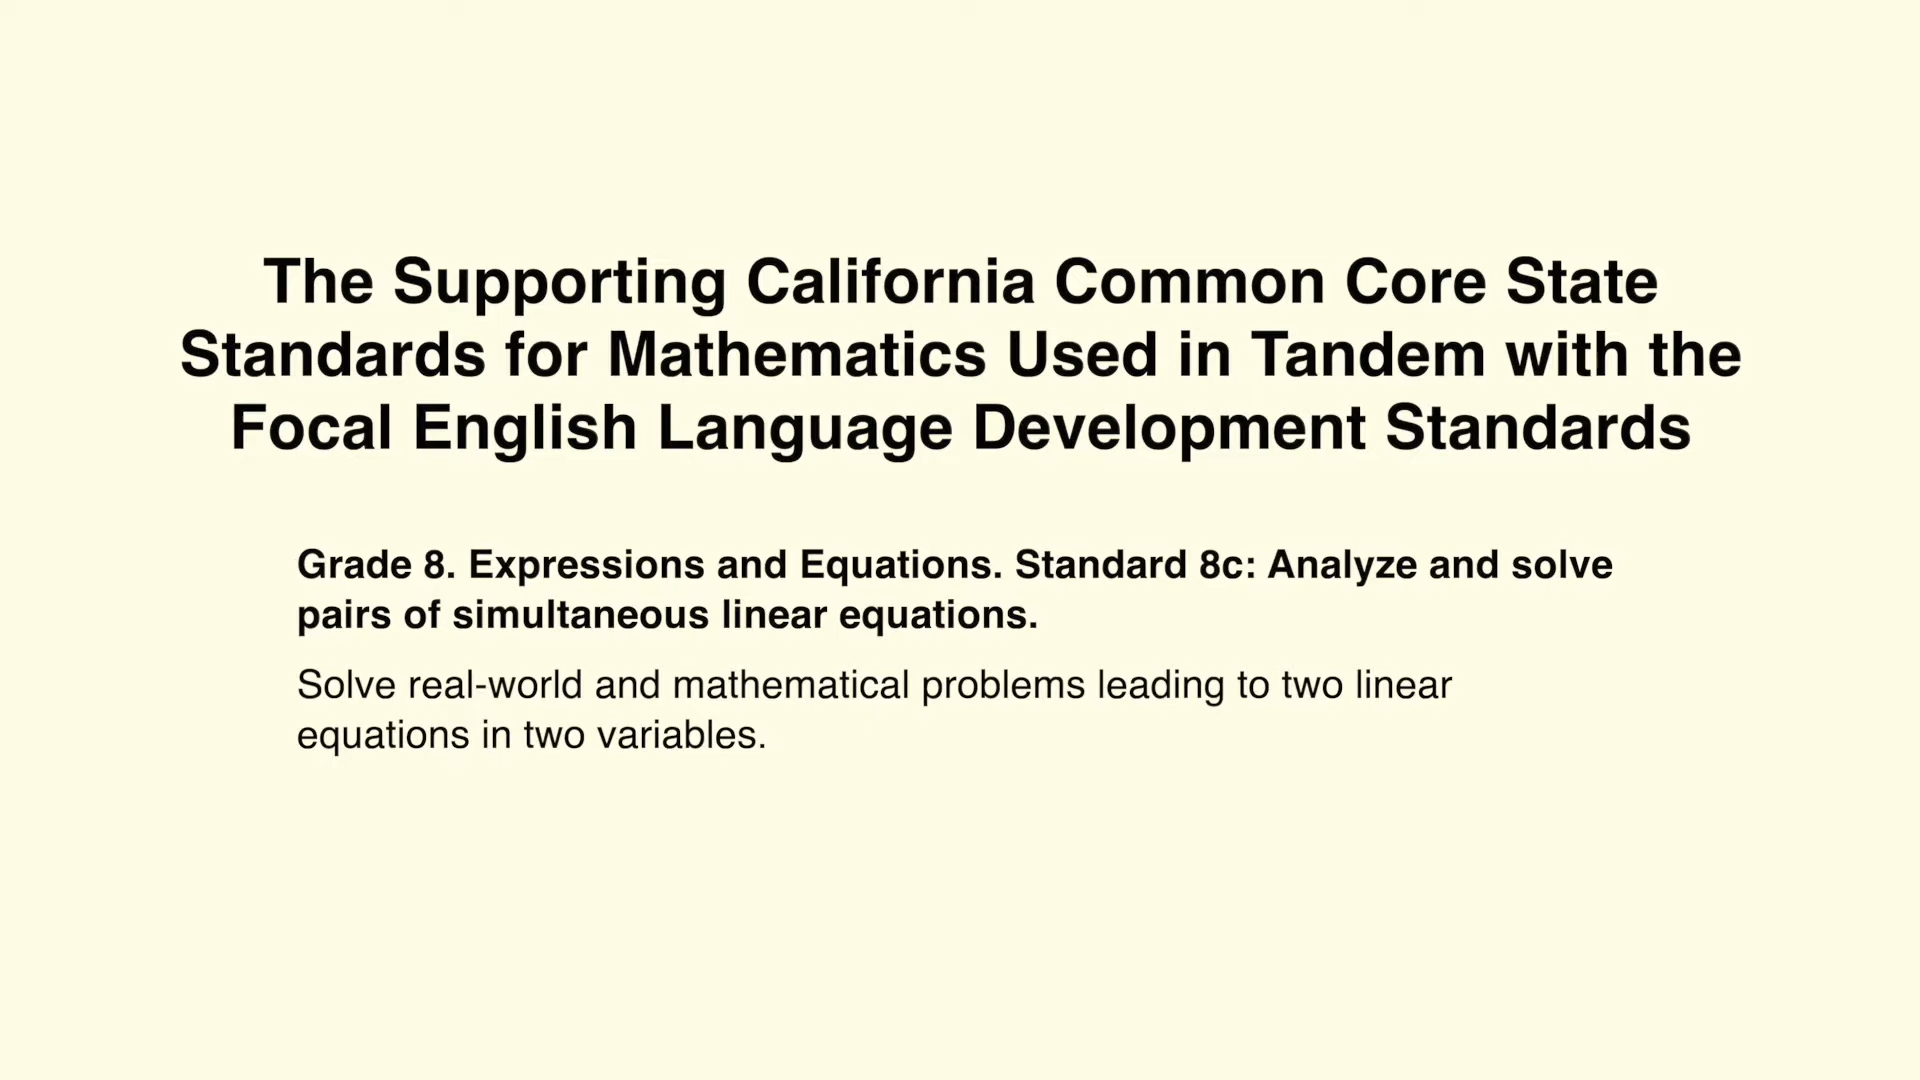 The Supporting California Common Core State
Standards for Mathematics Used in Tandem with the
Focal English Language Development Standards
Grade 8. Expressions and Equations. Standard 8c: Analyze and solve
pairs of simultaneous linear equations.
Solve real-world and mathematical problems leading to two linear
equations in two variables.